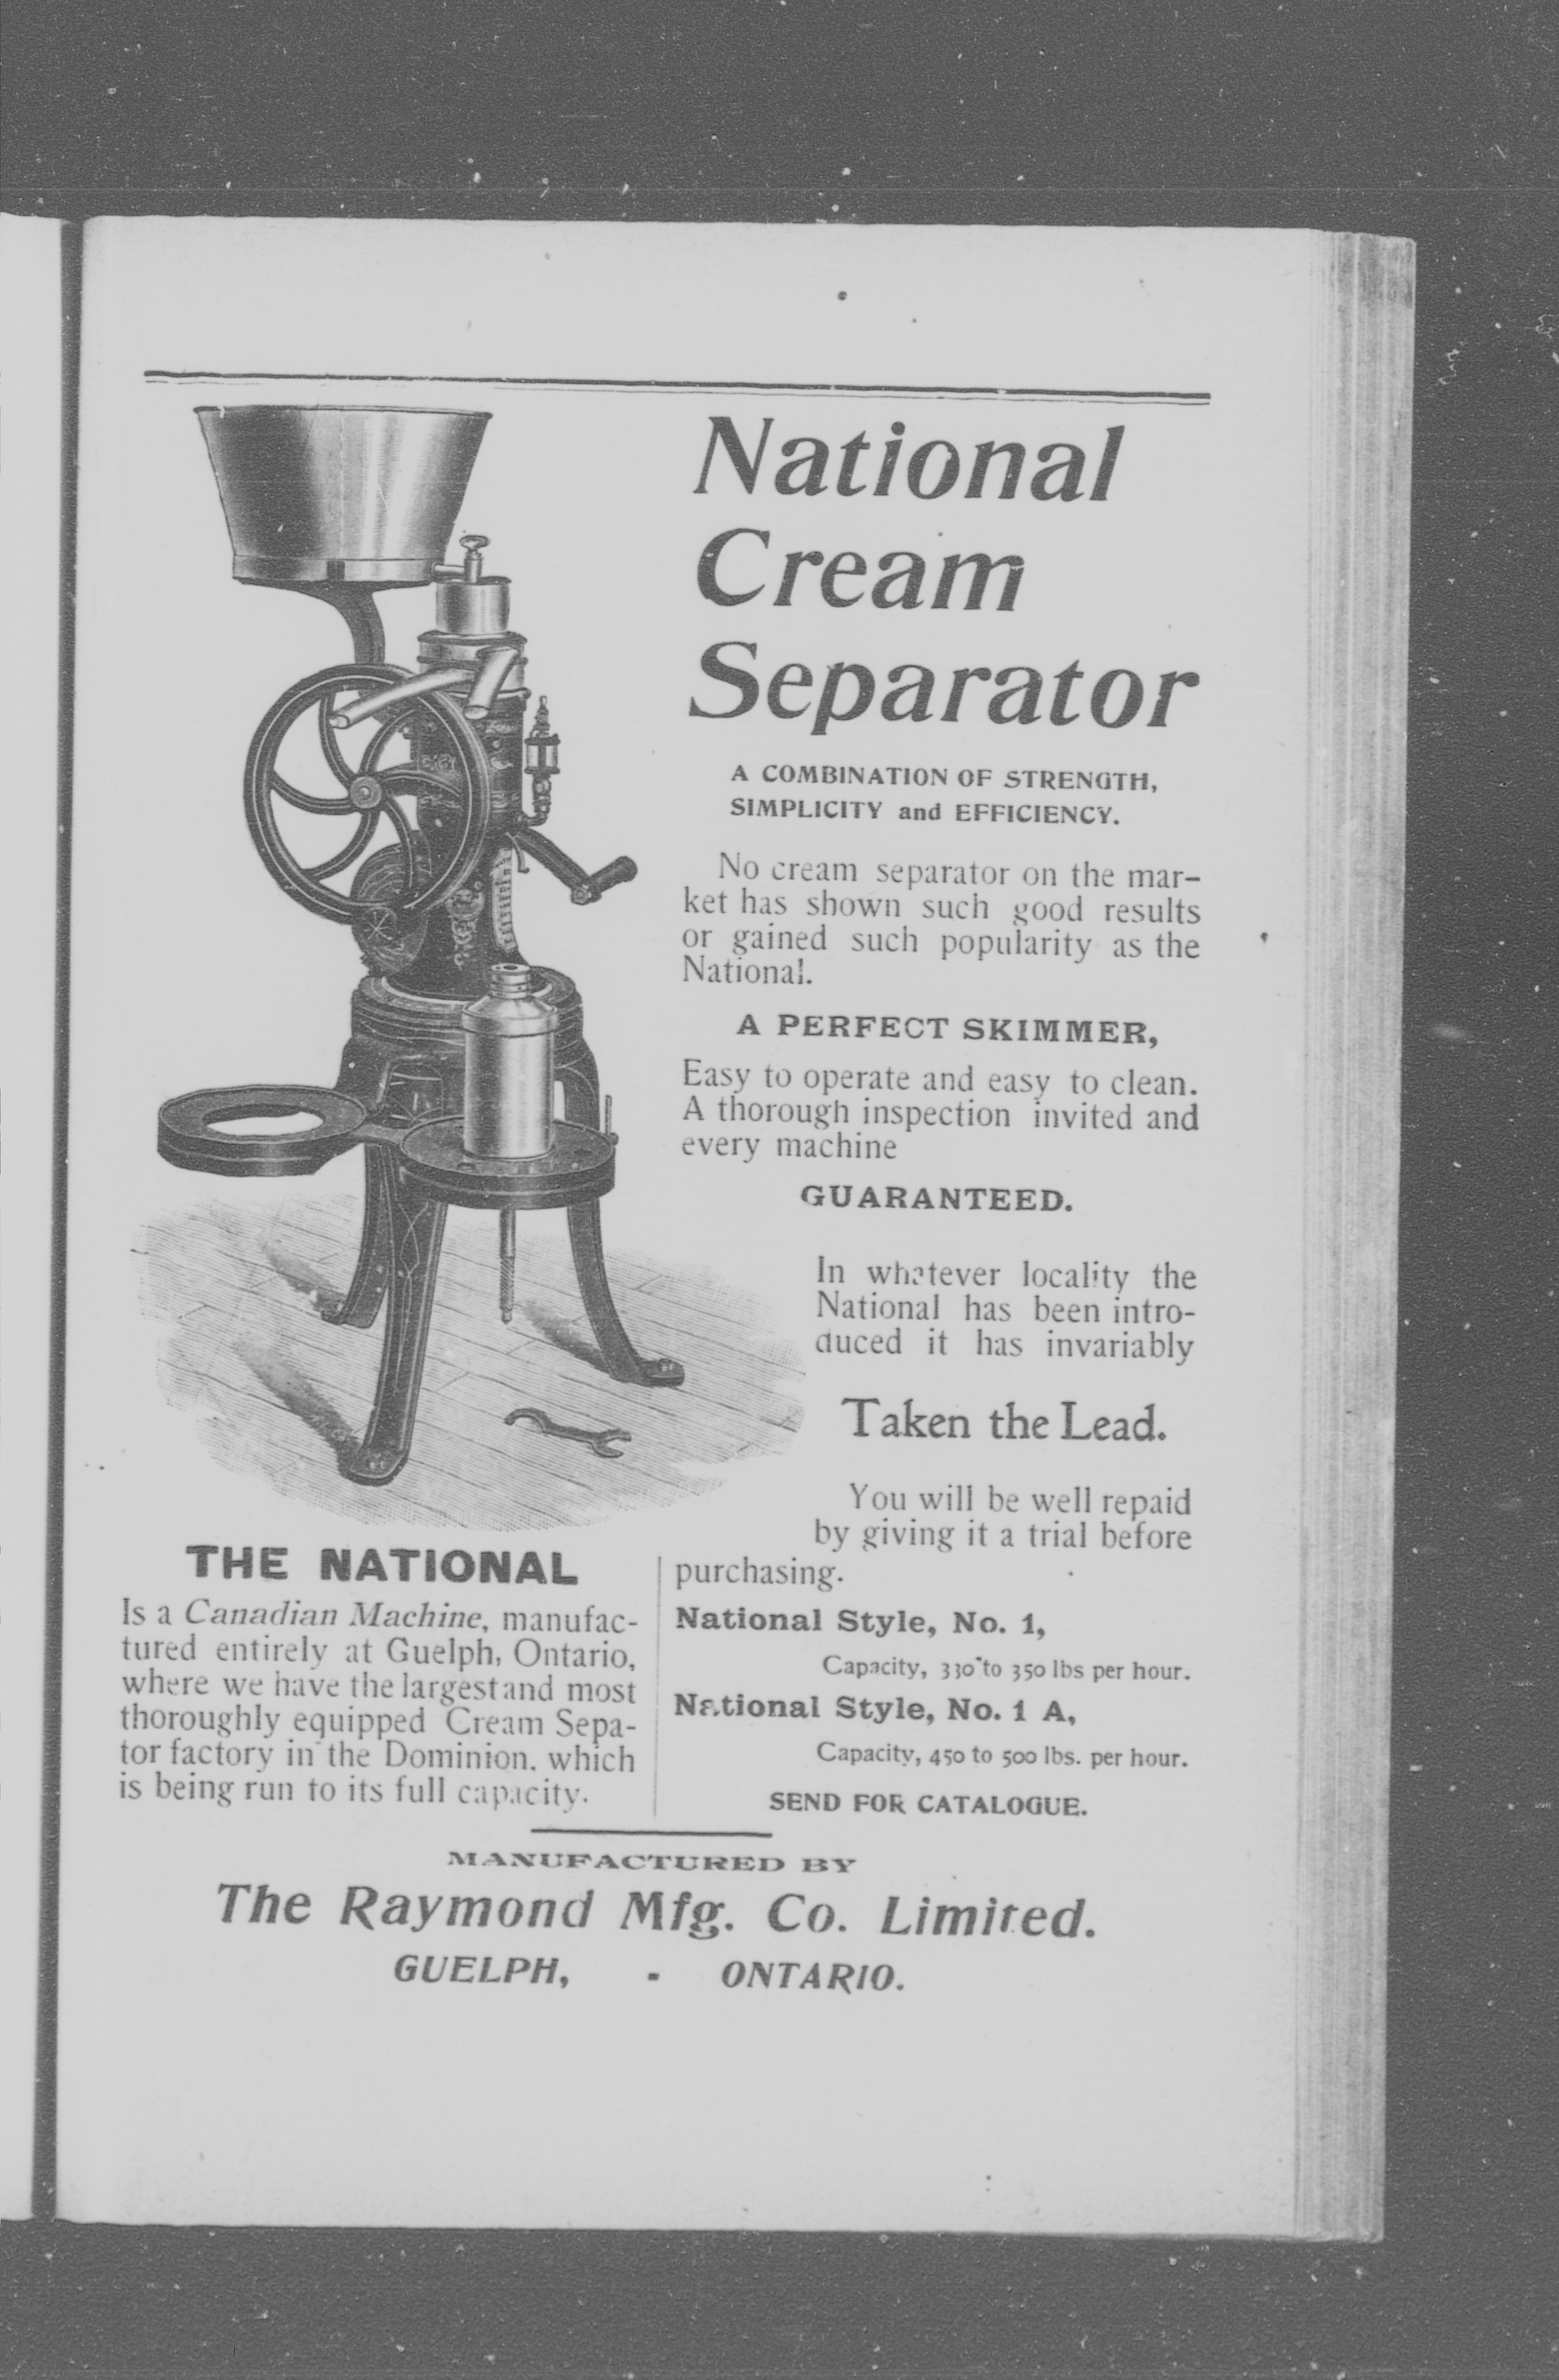 National
Cream
Separator
A COMBINATION OF STRENGTH,
SIMPLICITY and EFFICIENCY.
No cream separator on the mar-
ket has shown such good results
or gained such popularity as the
National.
A PERFECT SKIMMER,
Easy to operate and easy to clean.
A thorough inspection invited and
every machine
GUARANTEED.
In whatever locality the
National has been intro-
duced it has invariably
Taken the Lead.
You will be well repaid
by giving it a trial before
purchasing.
National Style, No. 1,
Capacity, 330 to 350 lbs per hour.
National Style, No. 1 A,
Capacity, 450 to 500 lbs. per hour.
SEND FOR CATALOGUE.
THE NATIONAL
Is a Canadian Machine, manufac-
tured entirely at Guelph, Ontario,
where we have the largest and most
thoroughly equipped Cream Sepa-
tor factory in the Dominion. which
is being run to its full capacity.
MANUFACTURED BY
The Raymond Mfg. Co. Limited.
GUELPH, - ONTARIO.